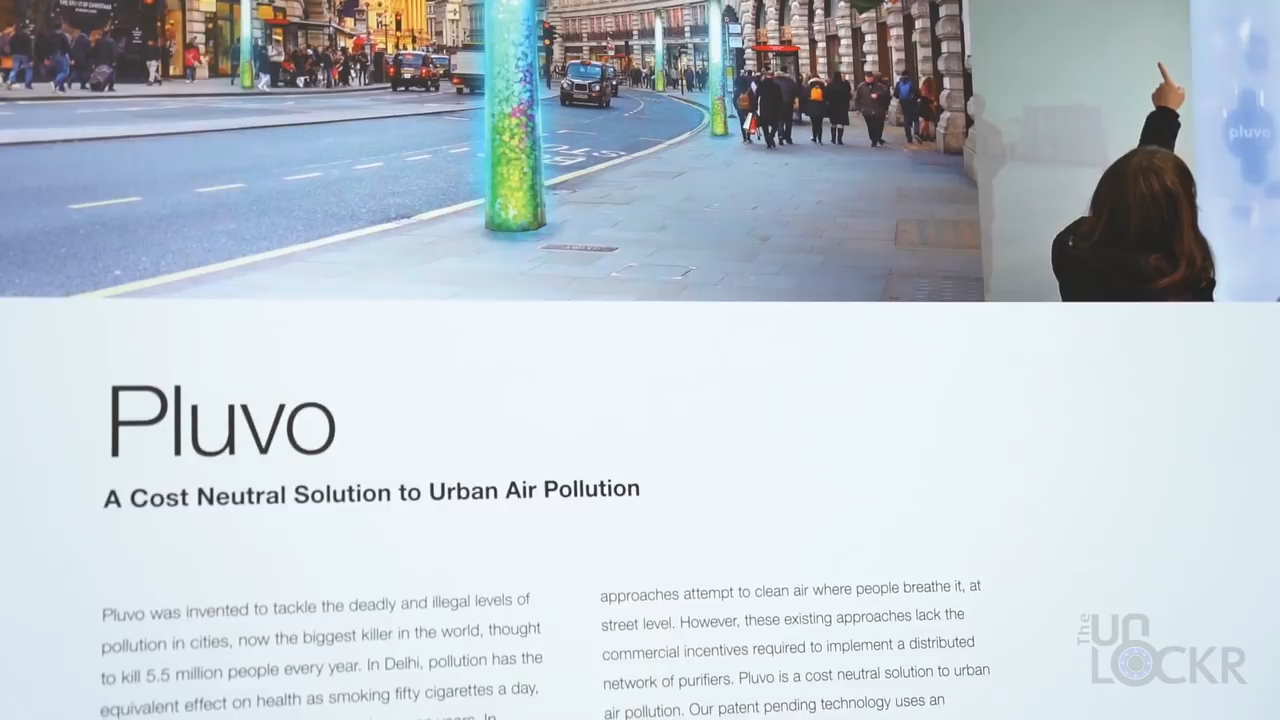 pluvo
Pluvo
A Cost Neutral Solution to Urban Air Pollution
Pluvo was invented to tackle the deadly and illegal levels of
pollution in cities, now the biggest killer in the world, thought
to kill 5.5 million people every year. In Delhi, pollution has the
equivalent effect on health as smoking fifty cigarettes a day,
In
approaches attempt to clean air where people breathe it, at
street level. However, these existing approaches lack the
commercial incentives required to implement a distributed
network of purifiers. Pluvo is a cost neutral solution to urban
air pollution. Our patent pending technology uses an
The UNLOCKR